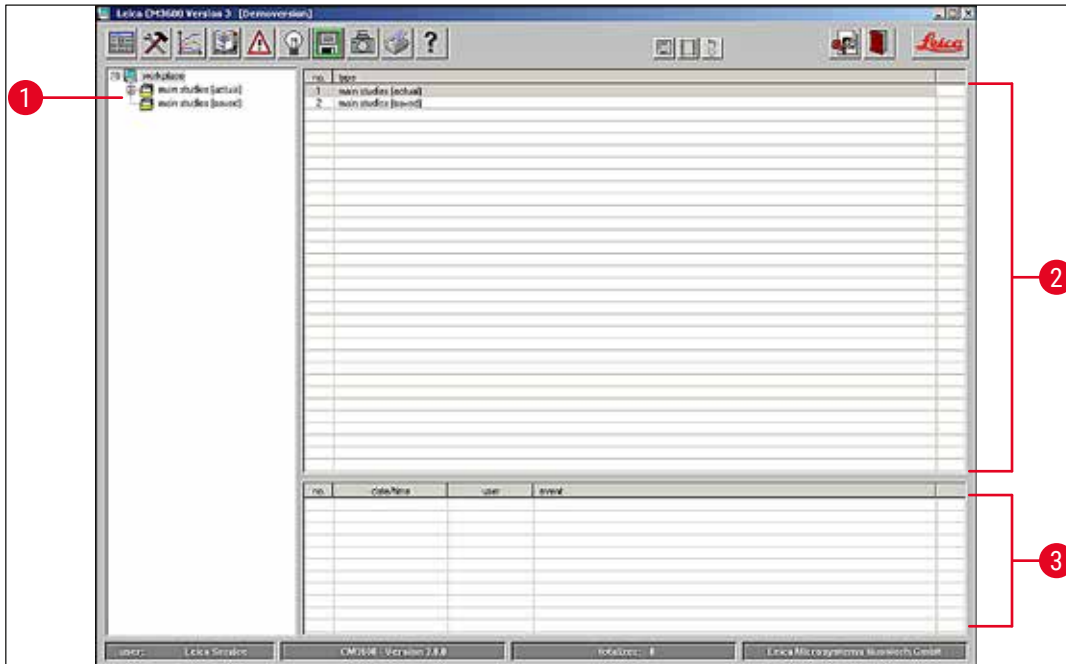 Leica CM3600 Version 3 [Demoversion]
?
Leica
workplace
main studies [actual]
main studies [saved]
no. type
1 main studies [actual]
2 main studies [saved]
no. date/time user event
user: Leica Service
CM3600 - Version 2.0.0
totalizer: 0
Leica Microsystems Nussloch GmbH
1
2
3